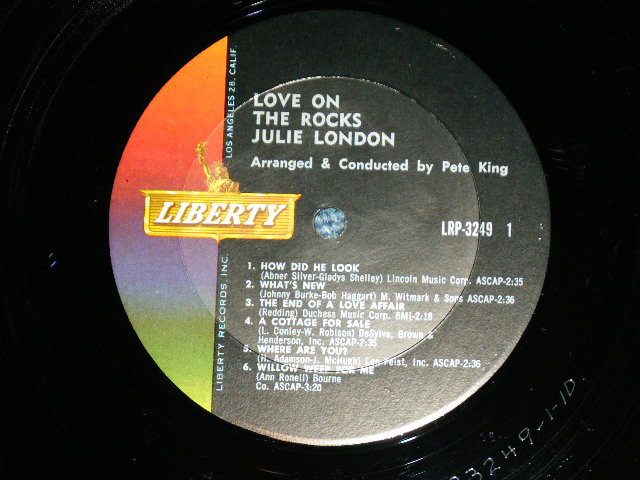 LOVE ON
THE ROCKS
JULIE LONDON
Arranged & Conducted by Pete King
LIBERTY
LRP-3249 1
1. HOW DID HE LOOK
(Abner Silver-Gladys Shelley) Lincoln Music Corp. ASCAP-2:35
2. WHAT'S NEW
(Johnny Burke-Bob Haggart) M. Witmark & Sons ASCAP-2:36
3. THE END OF A LOVE AFFAIR
(Redding) Duchess Music Corp. BMI-2:18
4. A COTTAGE FOR SALE
(L. Conley-W. Robison) DeSylva, Brown &
Henderson, Inc. ASCAP-2:35
5. WHERE ARE YOU?
(H. Adamson-J. McHugh) Leo Feist, Inc. ASCAP-2:36
6. WILLOW WEEP FOR ME
(Ann Ronell) Bourne
Co. ASCAP-3:20
LIBERTY RECORDS, INC.
LOS ANGELES 28, CALIF.
3249-1-1D